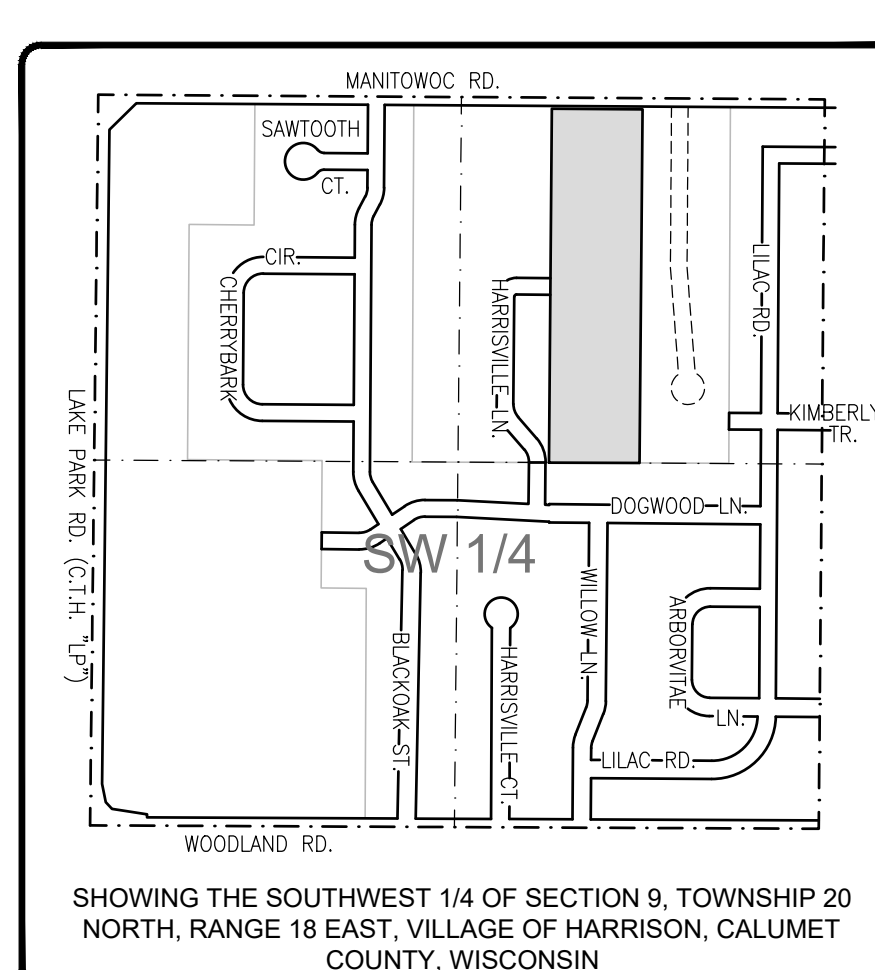 MANITOWOC RD.
SAWTOOTH
CT.
CIR.
CHERRYBARK
HARRISVILLE LN.
LILAC RD.
KIMBERLY
TR.
LAKE PARK RD. (C.T.H. "LP")
DOGWOOD LN.
SW 1/4
WILLOW LN.
ARBORVITAE
LN.
BLACKOAK ST.
HARRISVILLE CT.
LILAC RD.
WOODLAND RD.
SHOWING THE SOUTHWEST 1/4 OF SECTION 9, TOWNSHIP 20
NORTH, RANGE 18 EAST, VILLAGE OF HARRISON, CALUMET
COUNTY, WISCONSIN